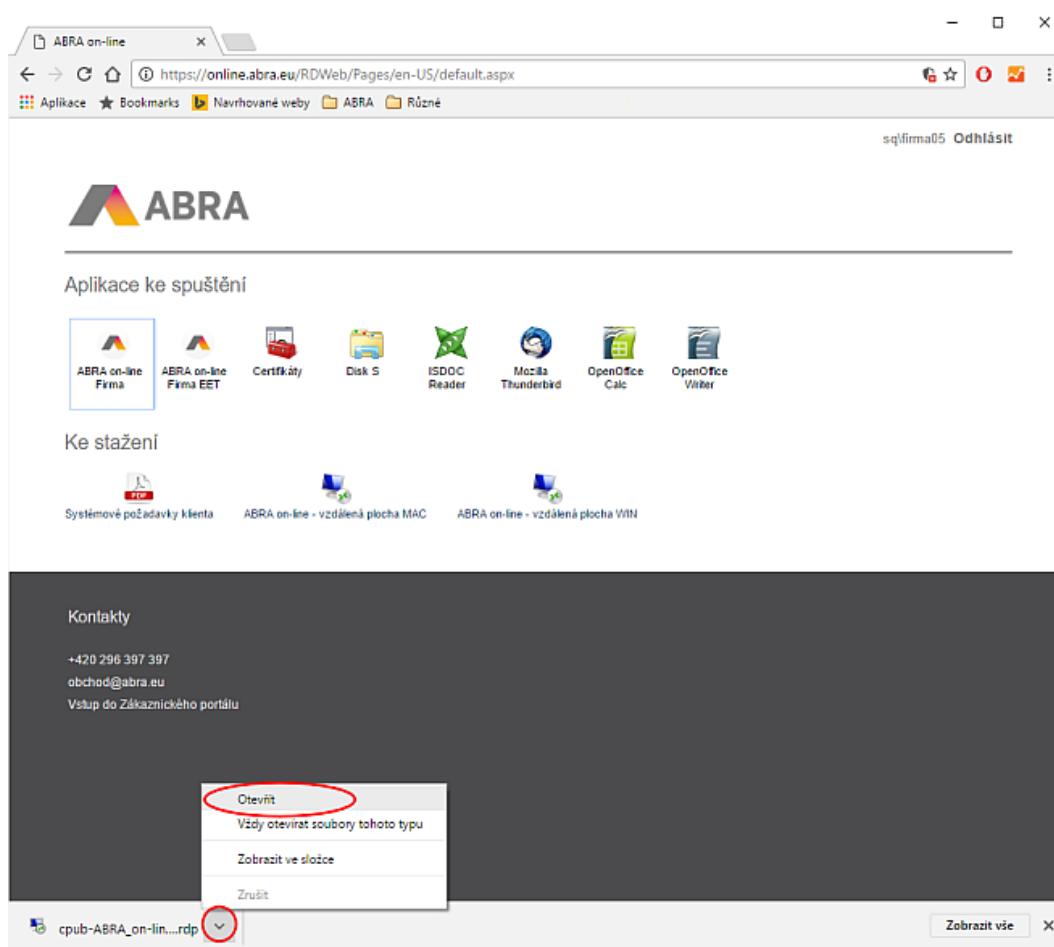 ABRA on-line
https://online.abra.eu/RDWeb/Pages/en-US/default.aspx
Aplikace Bookmarks Navrhované weby ABRA Různé
sq\firma05 Odhlásit
ABRA
Aplikace ke spuštění
ABRA on-line Firma
ABRA on-line Firma EET
Certifikáty
Disk S
ISDOC Reader
Mozilla Thunderbird
OpenOffice Calc
OpenOffice Writer
Ke stažení
PDF
Systémové požadavky klienta
ABRA on-line - vzdálená plocha MAC
ABRA on-line - vzdálená plocha WIN
Kontakty
+420 296 397 397
obchod@abra.eu
Vstup do Zákaznického portálu
Otevřít
Vždy otevírat soubory tohoto typu
Zobrazit ve složce
Zrušit
cpub-ABRA_on-lin....rdp
Zobrazit vše